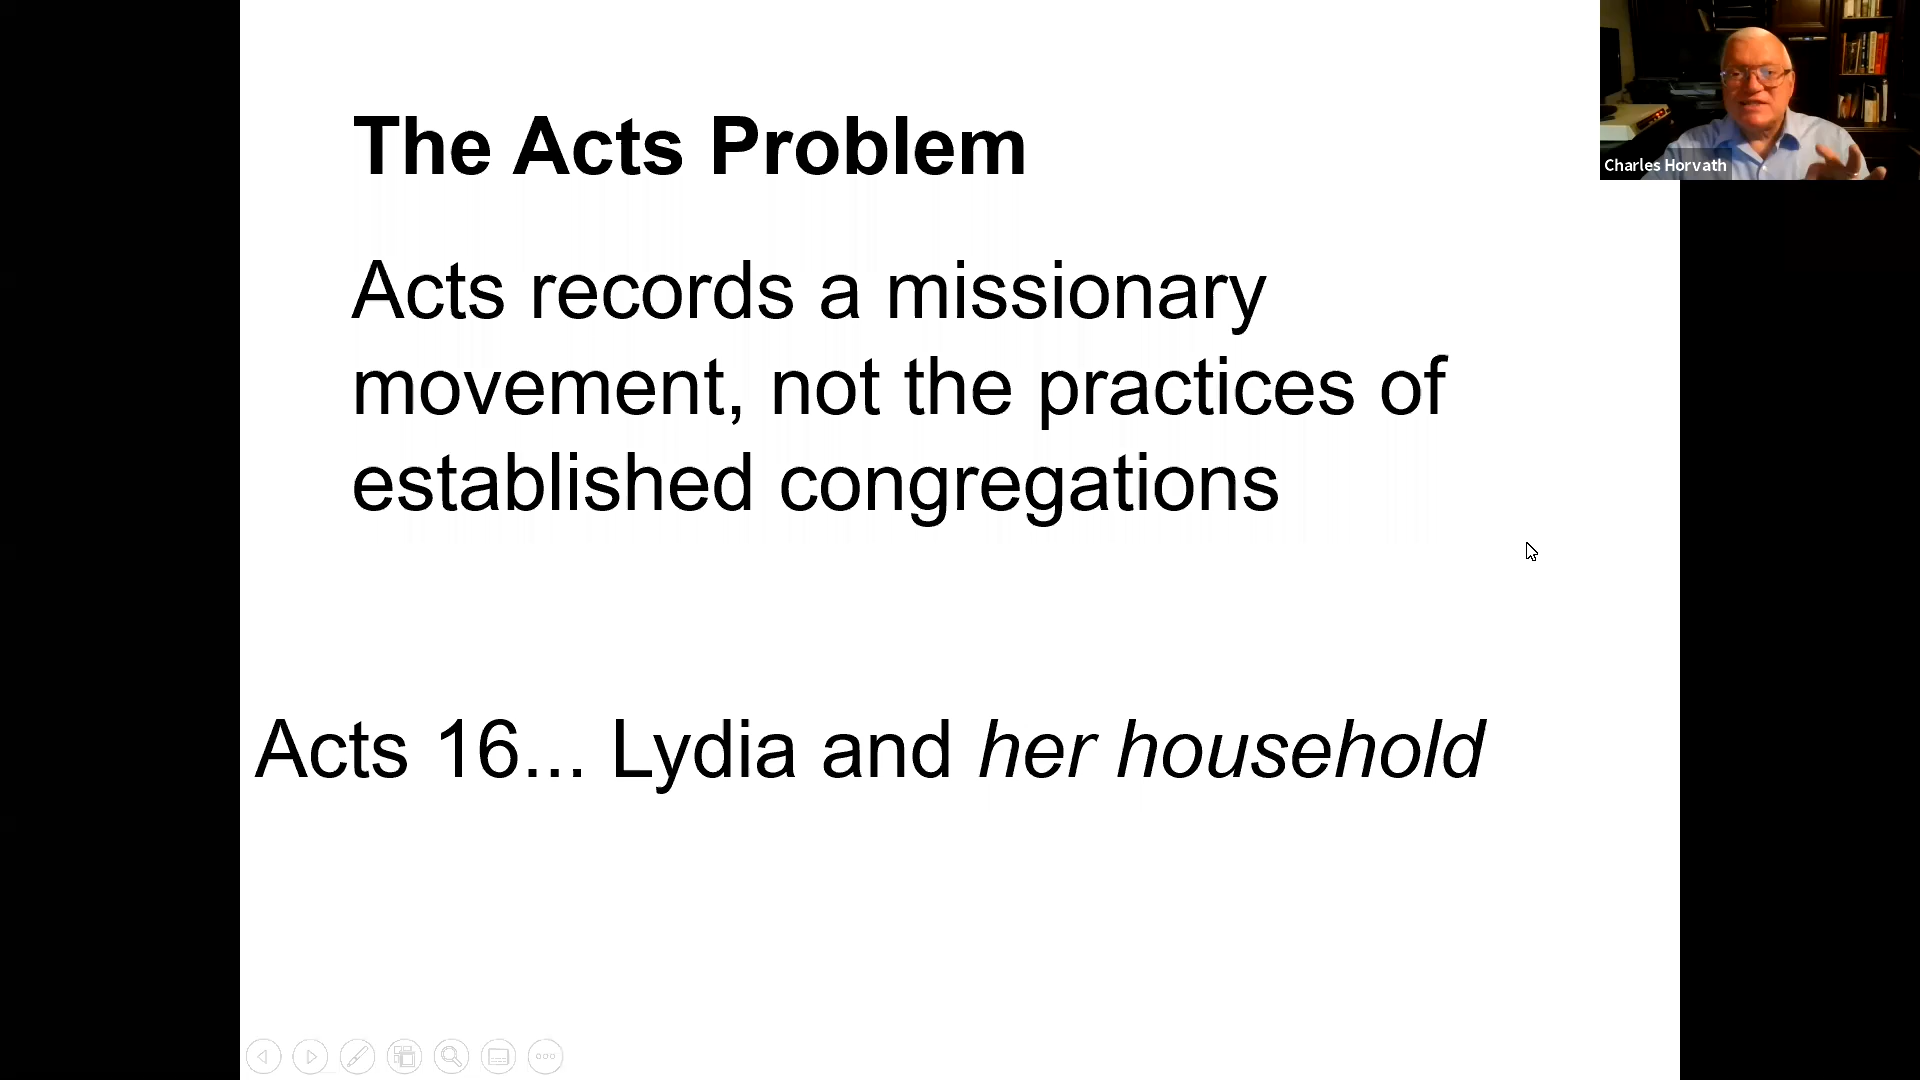 The Acts Problem
Acts records a missionary
movement, not the practices of
established congregations
Acts 16... Lydia and her household
Charles Horvath